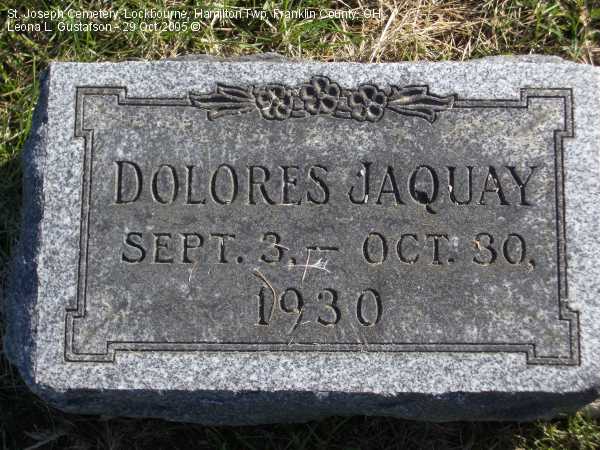 St. Joseph Cemetery, Lockbourne, Hamilton Twp, Franklin County, OH
Leona L. Gustafson - 29 Oct 2005 ©
DOLORES JAQUAY
SEPT. 3, — OCT. 30,
1930